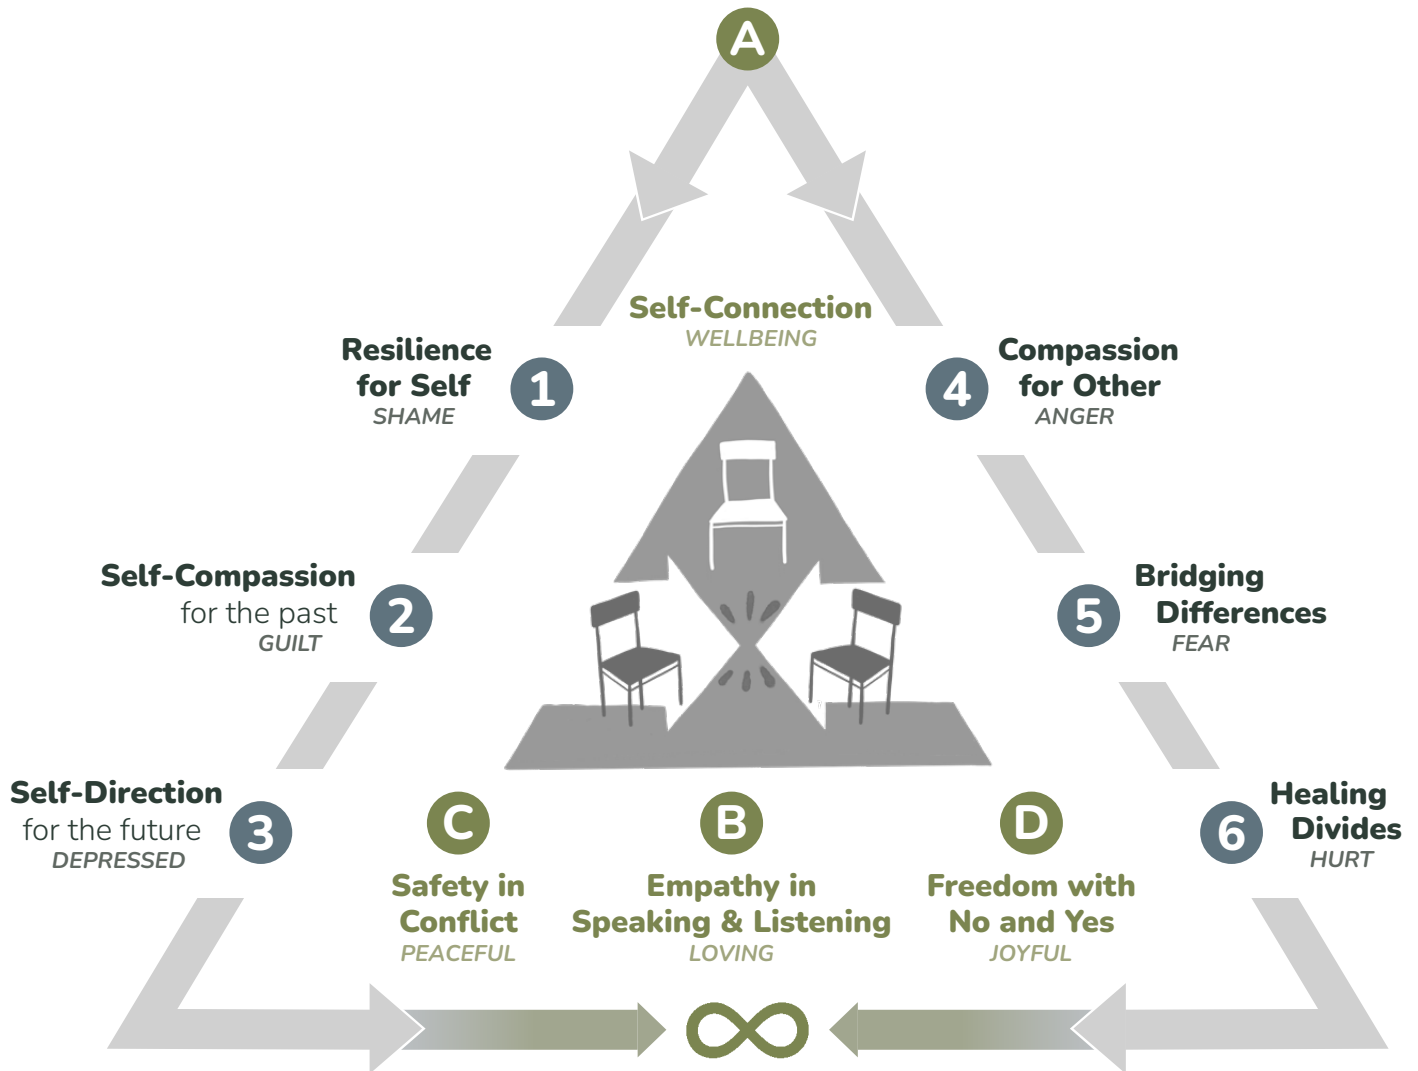 A
Self-Connection
WELLBEING
Resilience
for Self
SHAME
1
4
Compassion
for Other
ANGER
Self-Compassion
for the past
GUILT
2
5
Bridging
Differences
FEAR
Self-Direction
for the future
DEPRESSED
3
C
Safety in
Conflict
PEACEFUL
B
Empathy in
Speaking & Listening
LOVING
D
Freedom with
No and Yes
JOYFUL
6
Healing
Divides
HURT